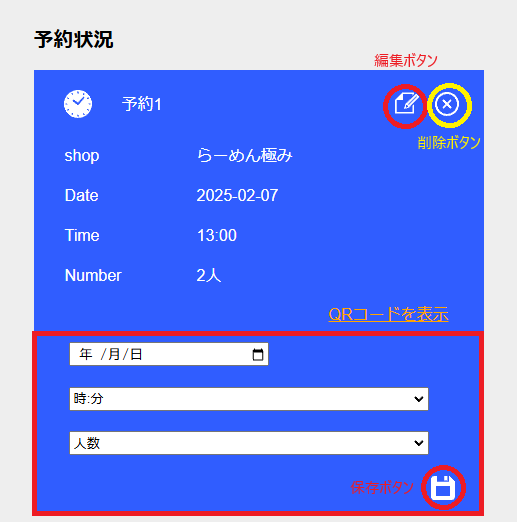 予約状況
編集ボタン
予約1
削除ボタン
shop らーめん極み
Date 2025-02-07
Time 13:00
Number 2人
QRコードを表示
年 /月/日
時:分
人数
保存ボタン